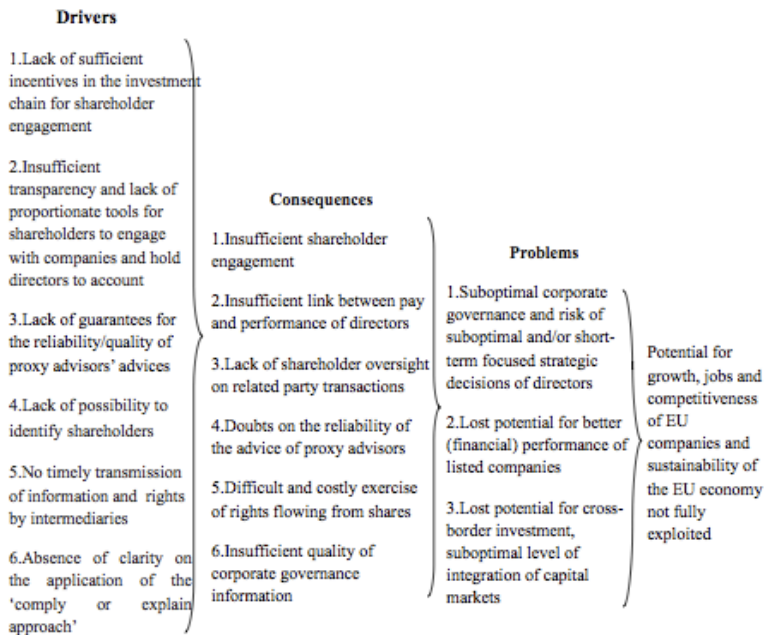 Drivers
1.Lack of sufficient
incentives in the investment
chain for shareholder
engagement
2.Insufficient
transparency and lack of
proportionate tools for
shareholders to engage
with companies and hold
directors to account
3.Lack of guarantees for
the reliability/quality of
proxy advisors’ advices
4.Lack of possibility to
identify shareholders
5.No timely transmission
of information and rights
by intermediaries
6.Absence of clarity on
the application of the
‘comply or explain
approach’
Consequences
1.Insufficient shareholder
engagement
2.Insufficient link between pay
and performance of directors
3.Lack of shareholder oversight
on related party transactions
4.Doubts on the reliability of
the advice of proxy advisors
5.Difficult and costly exercise
of rights flowing from shares
6.Insufficient quality of
corporate governance
information
Problems
1.Suboptimal corporate
governance and risk of
suboptimal and/or short-
term focused strategic
decisions of directors
2.Lost potential for better
(financial) performance of
listed companies
3.Lost potential for cross-
border investment,
suboptimal level of
integration of capital
markets
Potential for
growth, jobs and
competitiveness
of EU
companies and
sustainability of
the EU economy
not fully
exploited